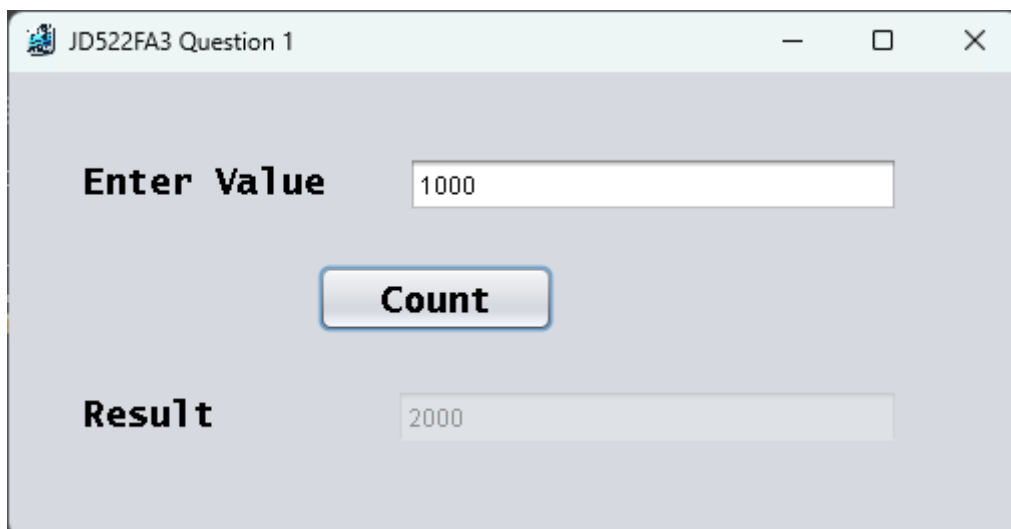 JD522FA3 Question 1
Enter Value 1000
Count
Result 2000